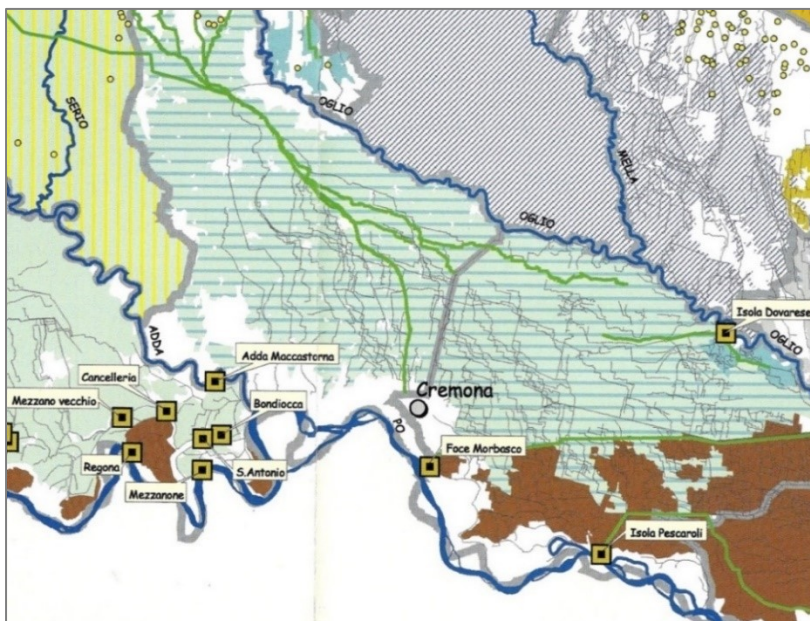 SERIO
OGLIO
MELLA
OGLIO
Isola Dovarese
OGLIO
ADDA
Adda Maccastorna
Cancelleria
Cremona
Mezzano vecchio
Bondiocca
PO
Foce Morbasco
Regona
S.Antonio
Mezzanone
Isola Pescaroli